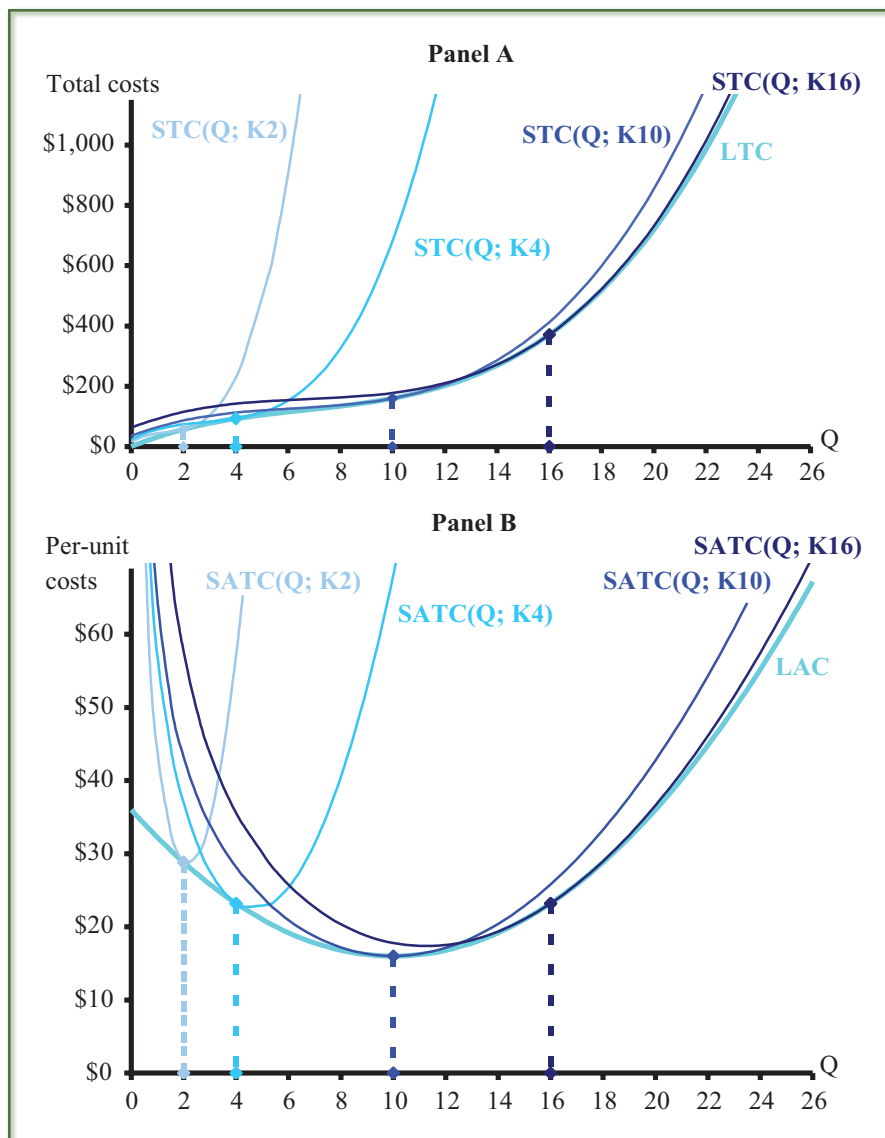 Panel A
Total costs
STC(Q; K16)
STC(Q; K2)
STC(Q; K10)
LTC
$1,000
$800
STC(Q; K4)
$600
$400
$200
$0
Q
0 2 4 6 8 10 12 14 16 18 20 22 24 26
Panel B
Per-unit
costs
SATC(Q; K16)
SATC(Q; K2)
SATC(Q; K10)
SATC(Q; K4)
$60
LAC
$50
$40
$30
$20
$10
$0
Q
0 2 4 6 8 10 12 14 16 18 20 22 24 26